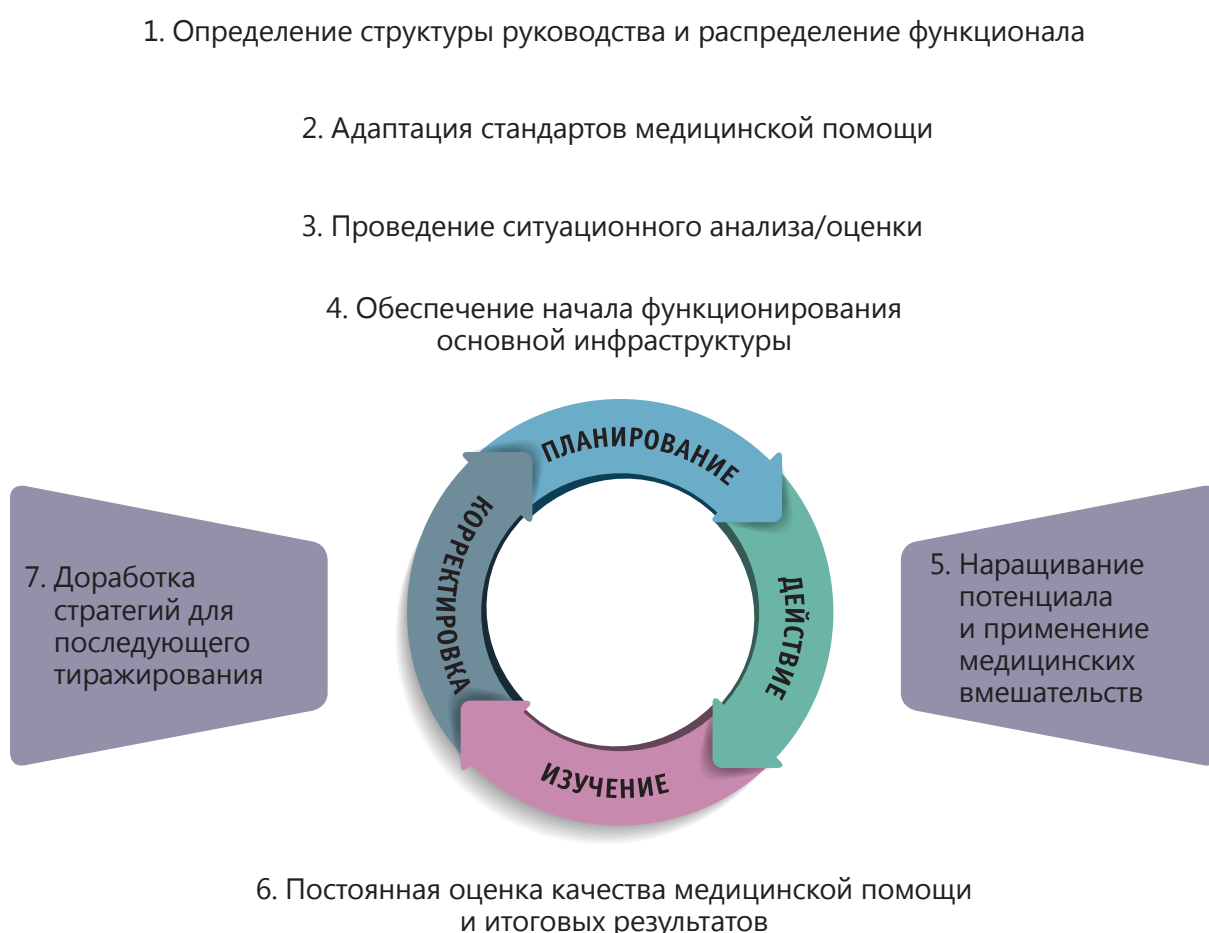 1. Определение структуры руководства и распределение функционала
2. Адаптация стандартов медицинской помощи
3. Проведение ситуационного анализа/оценки
4. Обеспечение начала функционирования
основной инфраструктуры
ПЛАНИРОВАНИЕ
ДЕЙСТВИЕ
ИЗУЧЕНИЕ
КОРРЕКТИРОВКА
5. Наращивание
потенциала
и применение
медицинских
вмешательств
6. Постоянная оценка качества медицинской помощи
и итоговых результатов
7. Доработка
стратегий для
последующего
тиражирования